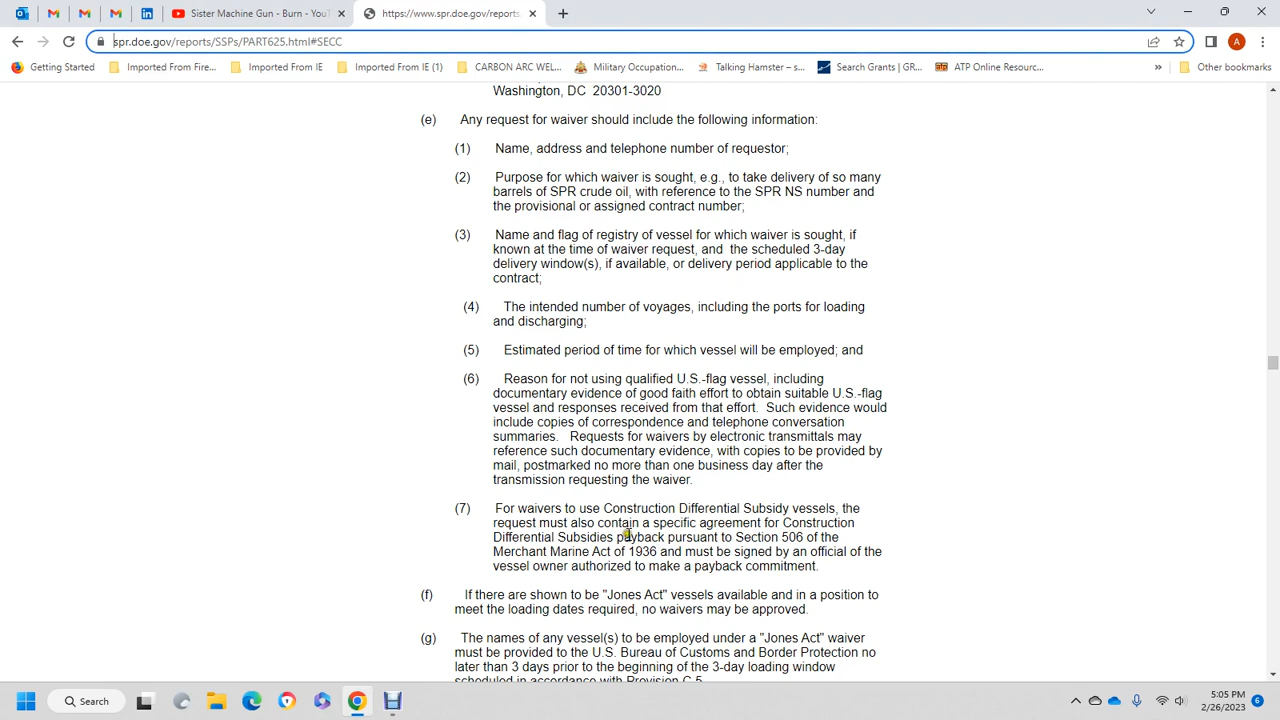 Sister Machine Gun - Burn - YouT
https://www.spr.doe.gov/reports
spr.doe.gov/reports/SSPs/PART625.html#SECC
A
Getting Started
Imported From Fire...
Imported From IE
Imported From IE (1)
CARBON ARC WEL...
Military Occupation...
Talking Hamster – s...
Search Grants | GR...
ATP Online Resourc...
»
Other bookmarks
Washington, DC 20301-3020
(e) Any request for waiver should include the following information:
(1) Name, address and telephone number of requestor;
(2) Purpose for which waiver is sought, e.g., to take delivery of so many
barrels of SPR crude oil, with reference to the SPR NS number and
the provisional or assigned contract number;
(3) Name and flag of registry of vessel for which waiver is sought, if
known at the time of waiver request, and the scheduled 3-day
delivery window(s), if available, or delivery period applicable to the
contract;
(4) The intended number of voyages, including the ports for loading
and discharging;
(5) Estimated period of time for which vessel will be employed; and
(6) Reason for not using qualified U.S.-flag vessel, including
documentary evidence of good faith effort to obtain suitable U.S.-flag
vessel and responses received from that effort. Such evidence would
include copies of correspondence and telephone conversation
summaries. Requests for waivers by electronic transmittals may
reference such documentary evidence, with copies to be provided by
mail, postmarked no more than one business day after the
transmission requesting the waiver.
(7) For waivers to use Construction Differential Subsidy vessels, the
request must also contain a specific agreement for Construction
Differential Subsidies payback pursuant to Section 506 of the
Merchant Marine Act of 1936 and must be signed by an official of the
vessel owner authorized to make a payback commitment.
(f) If there are shown to be "Jones Act" vessels available and in a position to
meet the loading dates required, no waivers may be approved.
(g) The names of any vessel(s) to be employed under a "Jones Act" waiver
must be provided to the U.S. Bureau of Customs and Border Protection no
later than 3 days prior to the beginning of the 3-day loading window
scheduled in accordance with Provision C.5.
Search
5:05 PM
2/26/2023
6